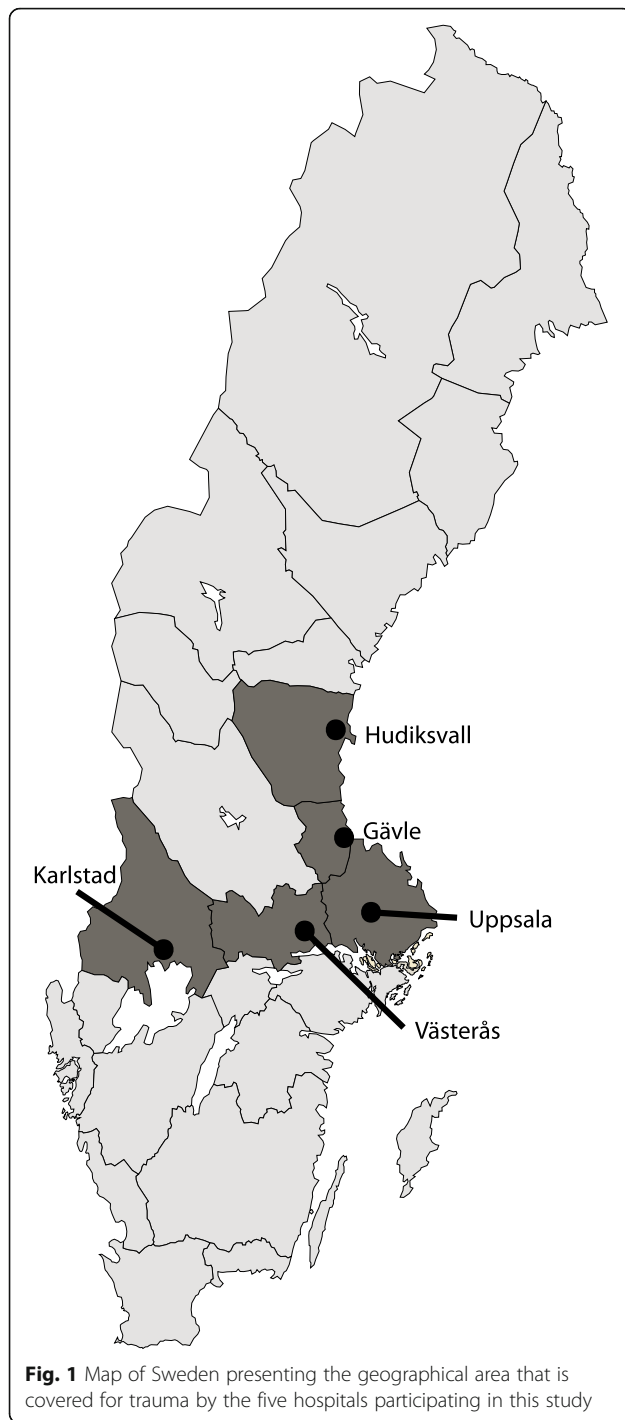 Hudiksvall
Gävle
Karlstad
Uppsala
Västerås
Fig. 1 Map of Sweden presenting the geographical area that is
covered for trauma by the five hospitals participating in this study